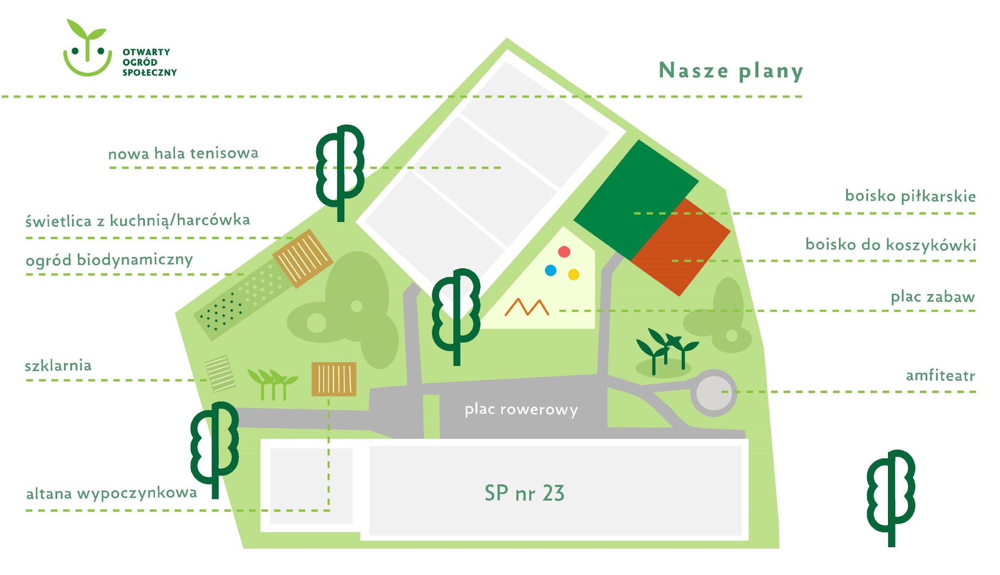 OTWARTY
OGRÓD
SPOŁECZNY
Nasze plany
nowa hala tenisowa
świetlica z kuchnią/harcówka
ogród biodynamiczny
szklarnia
altana wypoczynkowa
boisko piłkarskie
boisko do koszykówki
plac zabaw
amfiteatr
plac rowerowy
SP nr 23